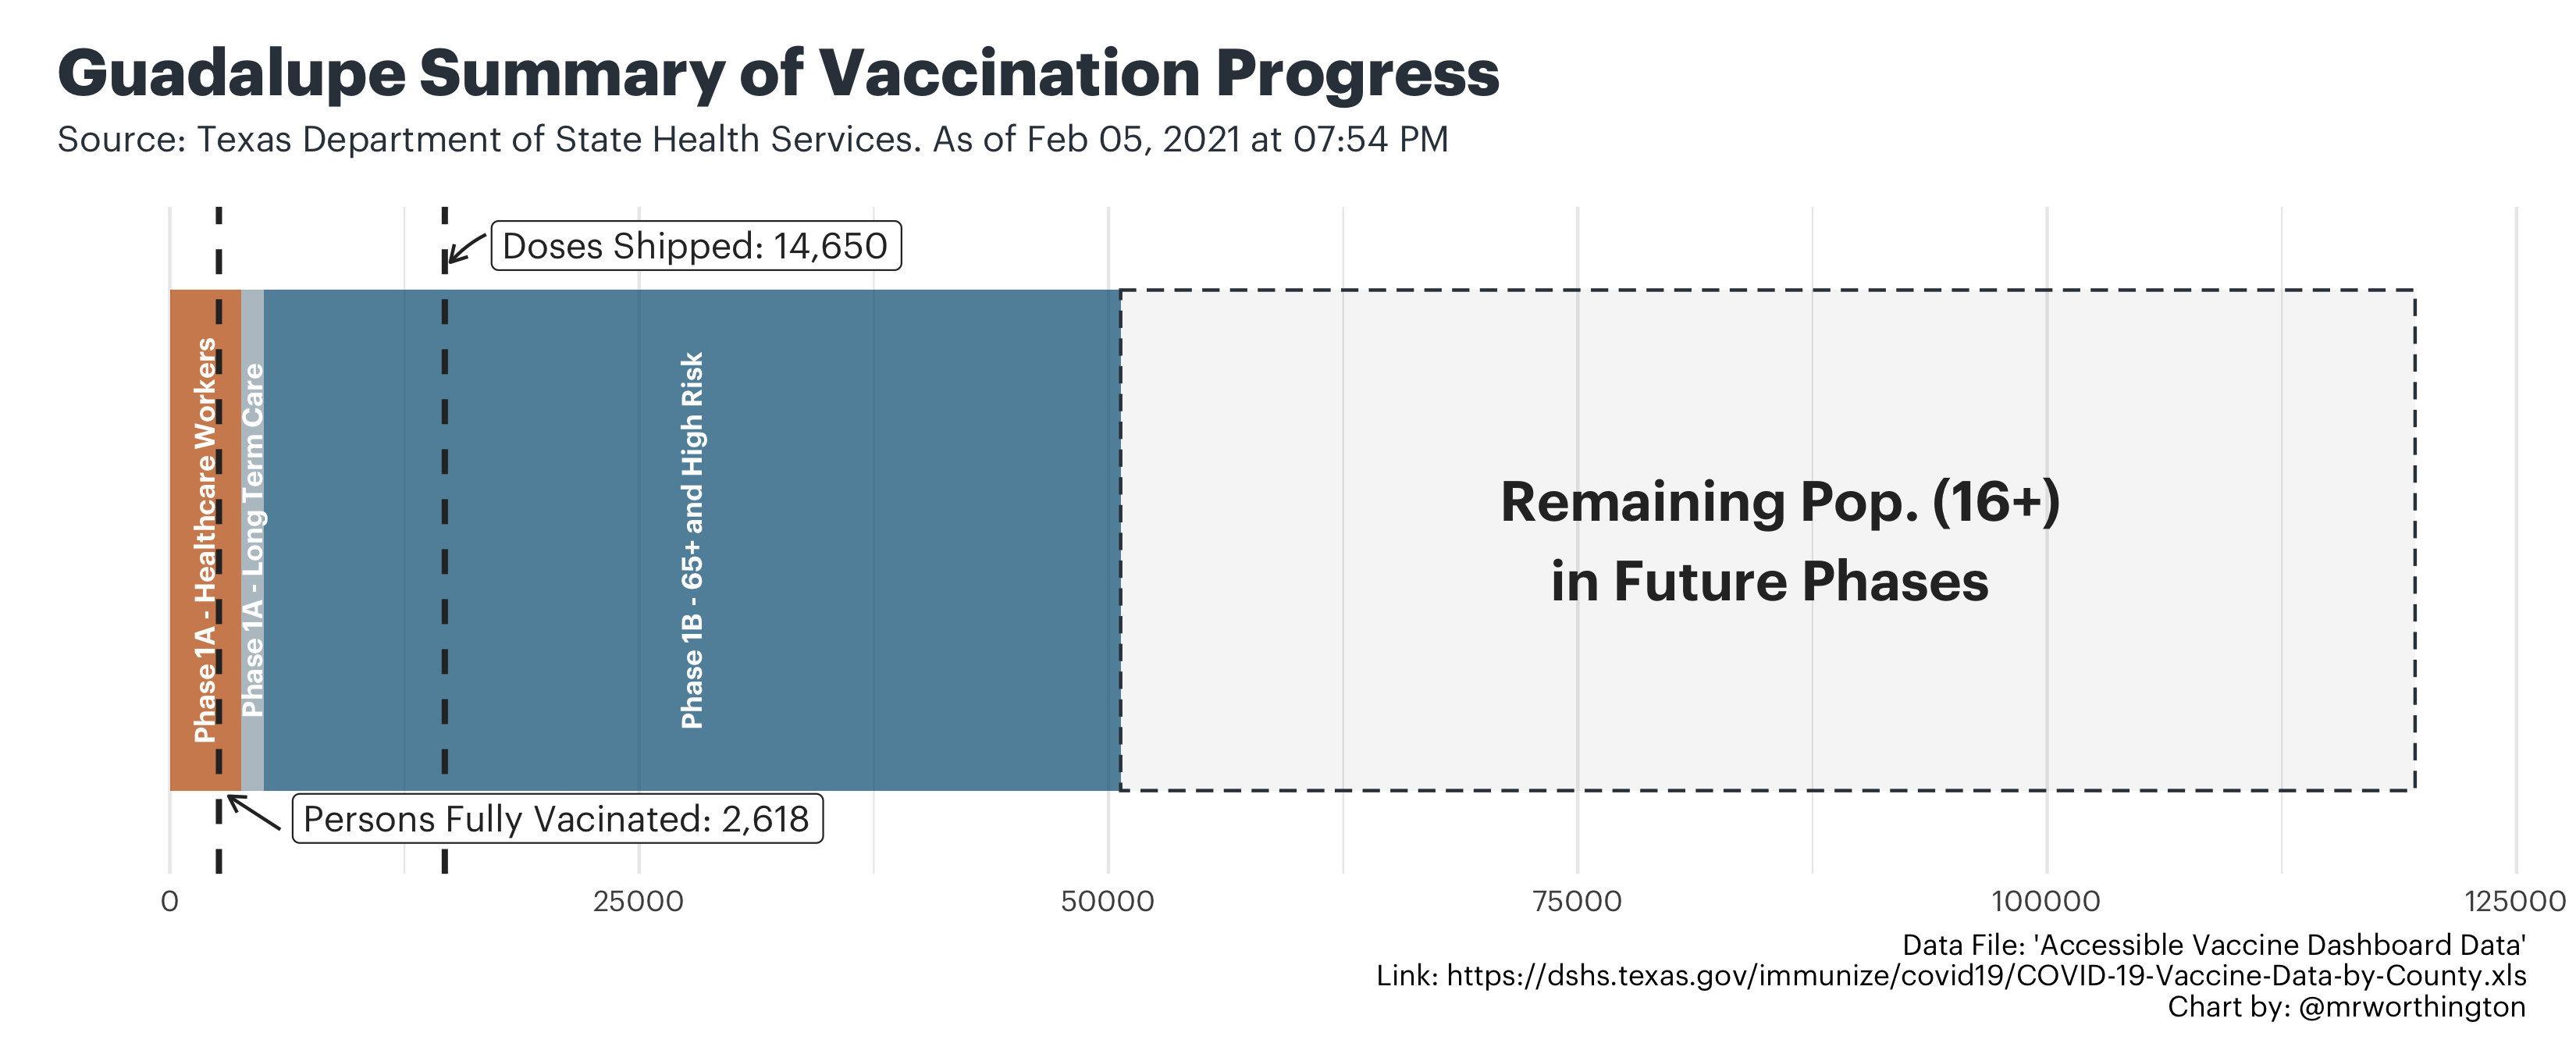 Guadalupe Summary of Vaccination Progress
Source: Texas Department of State Health Services. As of Feb 05, 2021 at 07:54 PM
Doses Shipped: 14,650
Phase 1A - Healthcare Workers
Phase 1A - Long Term Care
Phase 1B - 65+ and High Risk
Remaining Pop. (16+)
in Future Phases
Persons Fully Vacinated: 2,618
0 25000 50000 75000 100000 125000
Data File: 'Accessible Vaccine Dashboard Data'
Link: https://dshs.texas.gov/immunize/covid19/COVID-19-Vaccine-Data-by-County.xls
Chart by: @mrworthington